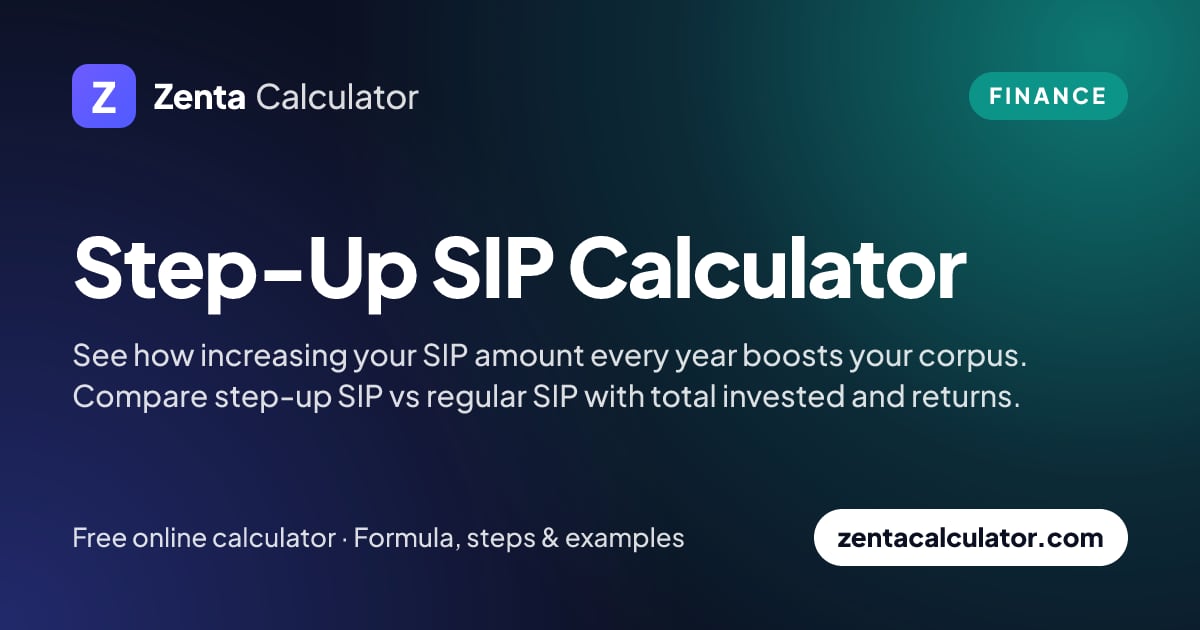 Z
Zenta Calculator
FINANCE
Step-Up SIP Calculator
See how increasing your SIP amount every year boosts your corpus.
Compare step-up SIP vs regular SIP with total invested and returns.
Free online calculator · Formula, steps & examples
zentacalculator.com